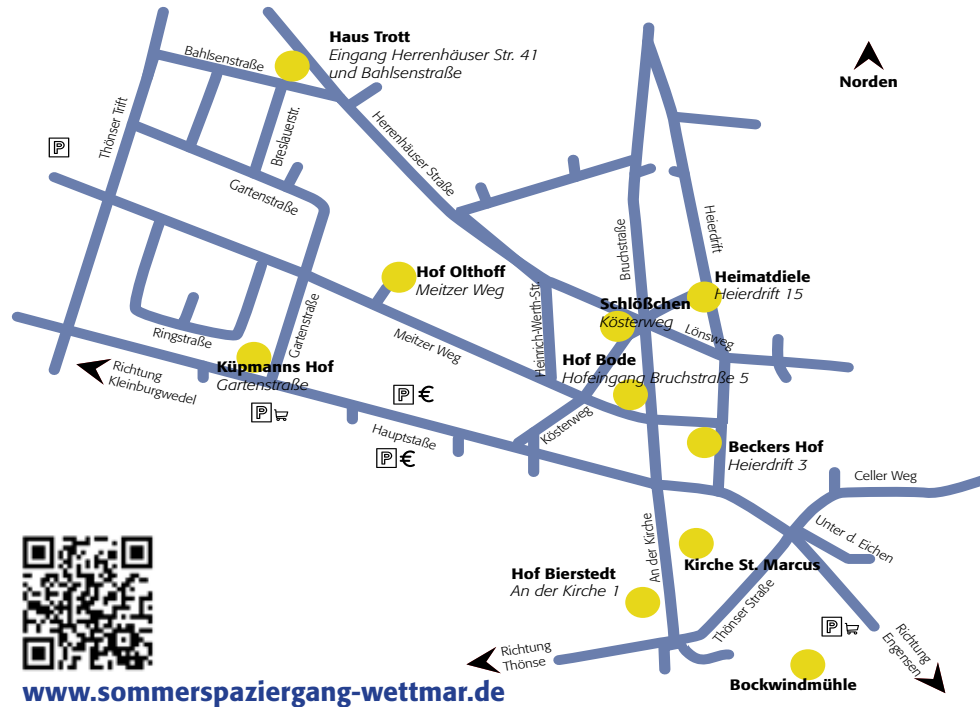 Haus Trott
Eingang Herrenhäuser Str. 41
und Bahlsenstraße
Bahlsenstraße
Norden
Thönser Trift
Breslauerstr.
Herrenhäuser Straße
P
Gartenstraße
Bruchstraße
Heierdrift
Hof Olthoff
Meitzer Weg
Heimatdiele
Heierdrift 15
Heinrich-Werth-Str.
Schlößchen
Kösterweg
Ringstraße
Gartenstraße
Meitzer Weg
Lönsweg
Hof Bode
Hofeingang Bruchstraße 5
Richtung
Kleinburgwedel
Küpmanns Hof
Gartenstraße
P €
P
Kösterweg
Hauptstaße
P €
Beckers Hof
Heierdrift 3
Celler Weg
Unter d. Eichen
An der Kirche
Kirche St. Marcus
Hof Bierstedt
An der Kirche 1
Thönser Straße
P
Richtung
Engensen
Richtung
Thönse
Bockwindmühle
www.sommerspaziergang-wettmar.de